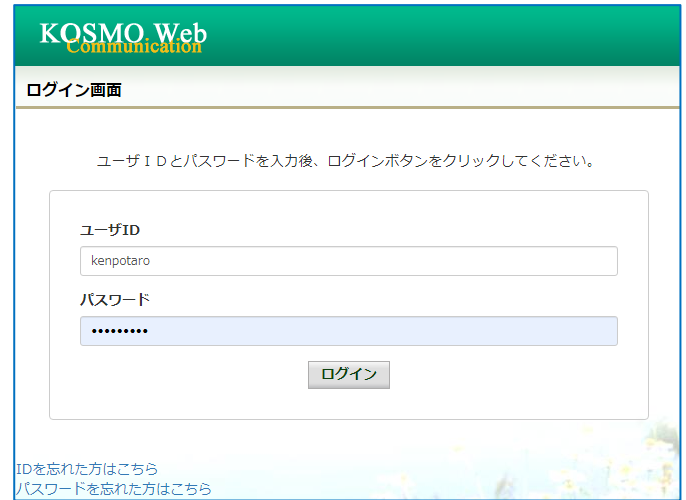 KOSMO Web
Communication
ログイン画面
ユーザＩＤとパスワードを入力後、ログインボタンをクリックしてください。
ユーザID
kenpotaro
パスワード
•••••••••
ログイン
IDを忘れた方はこちら
パスワードを忘れた方はこちら